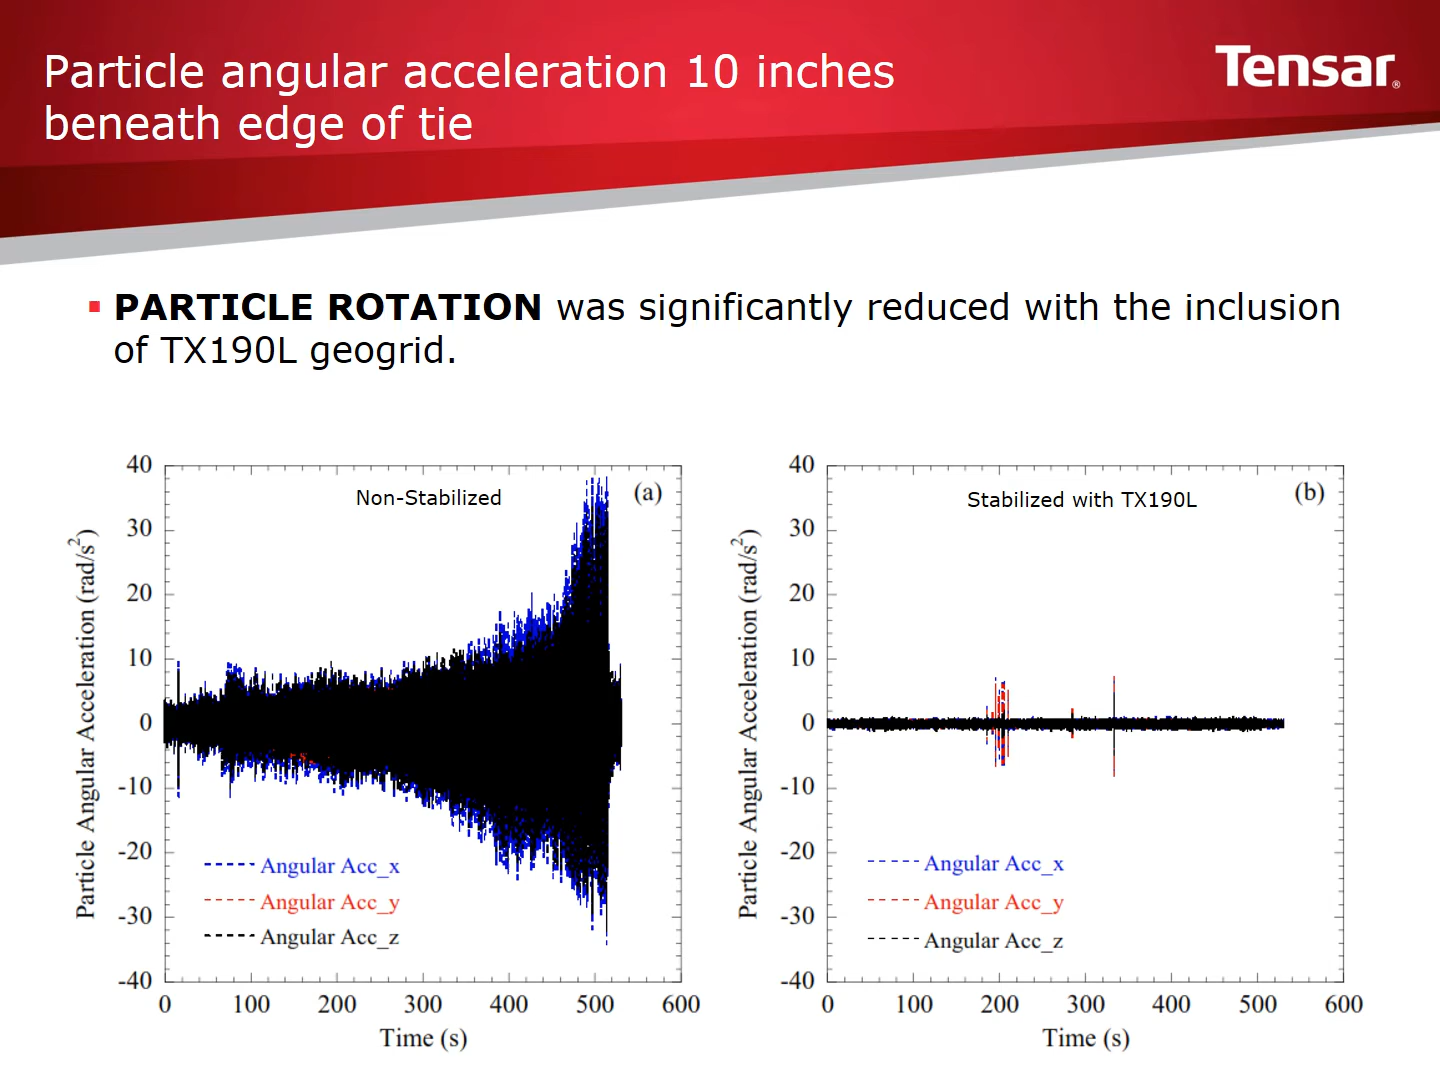 Particle angular acceleration 10 inches
beneath edge of tie
Tensar®
PARTICLE ROTATION was significantly reduced with the inclusion
of TX190L geogrid.
Particle Angular Acceleration (rad/s²)
40
30
20
10
0
-10
-20
-30
-40
Non-Stabilized
(a)
Angular Acc_x
Angular Acc_y
Angular Acc_z
0 100 200 300 400 500 600
Time (s)
Particle Angular Acceleration (rad/s²)
40
30
20
10
0
-10
-20
-30
-40
Stabilized with TX190L
(b)
Angular Acc_x
Angular Acc_y
Angular Acc_z
0 100 200 300 400 500 600
Time (s)